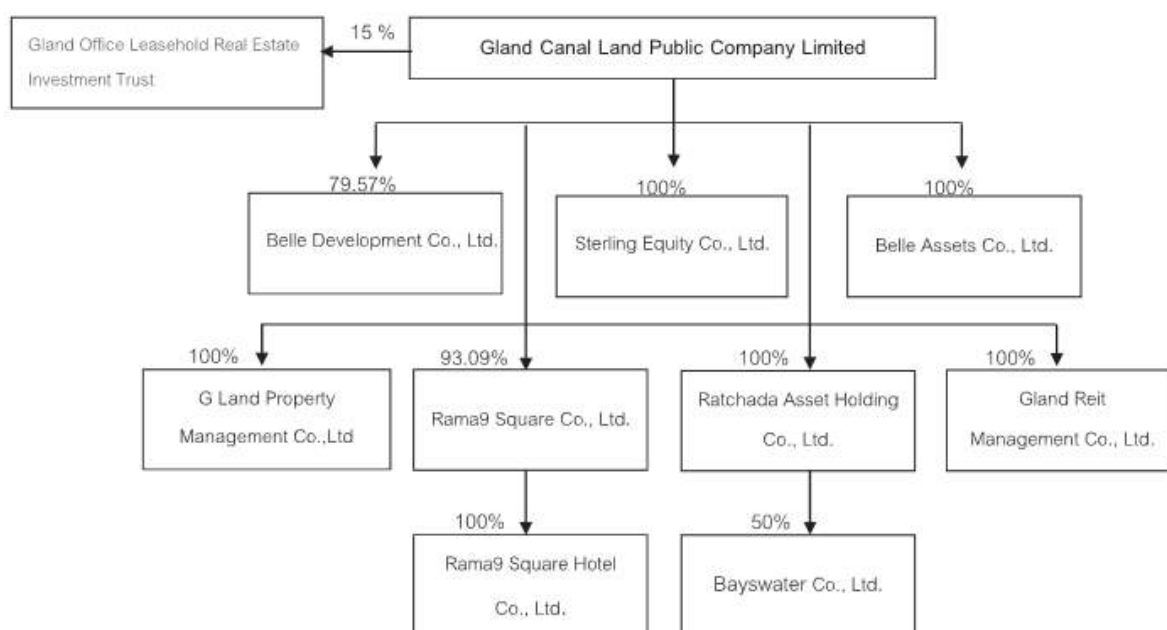 Gland Office Leasehold Real Estate
Investment Trust
15 %
Gland Canal Land Public Company Limited
79.57%
Belle Development Co., Ltd.
100%
Sterling Equity Co., Ltd.
100%
Belle Assets Co., Ltd.
100%
G Land Property
Management Co.,Ltd
93.09%
Rama9 Square Co., Ltd.
100%
Ratchada Asset Holding
Co., Ltd.
100%
Gland Reit
Management Co., Ltd.
100%
Rama9 Square Hotel
Co., Ltd.
50%
Bayswater Co., Ltd.